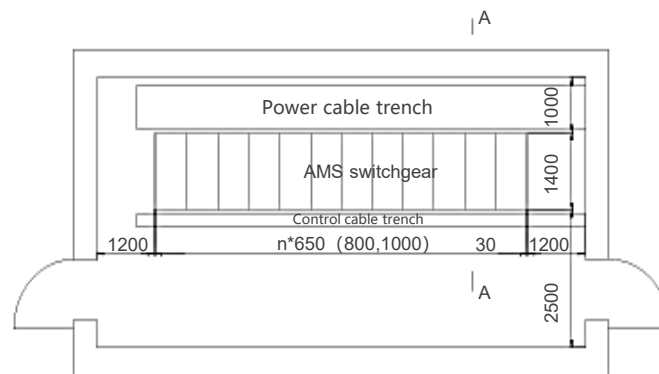 A
Power cable trench
1000
AMS switchgear
1400
Control cable trench
1200
n*650（800,1000）
30
1200
A
2500